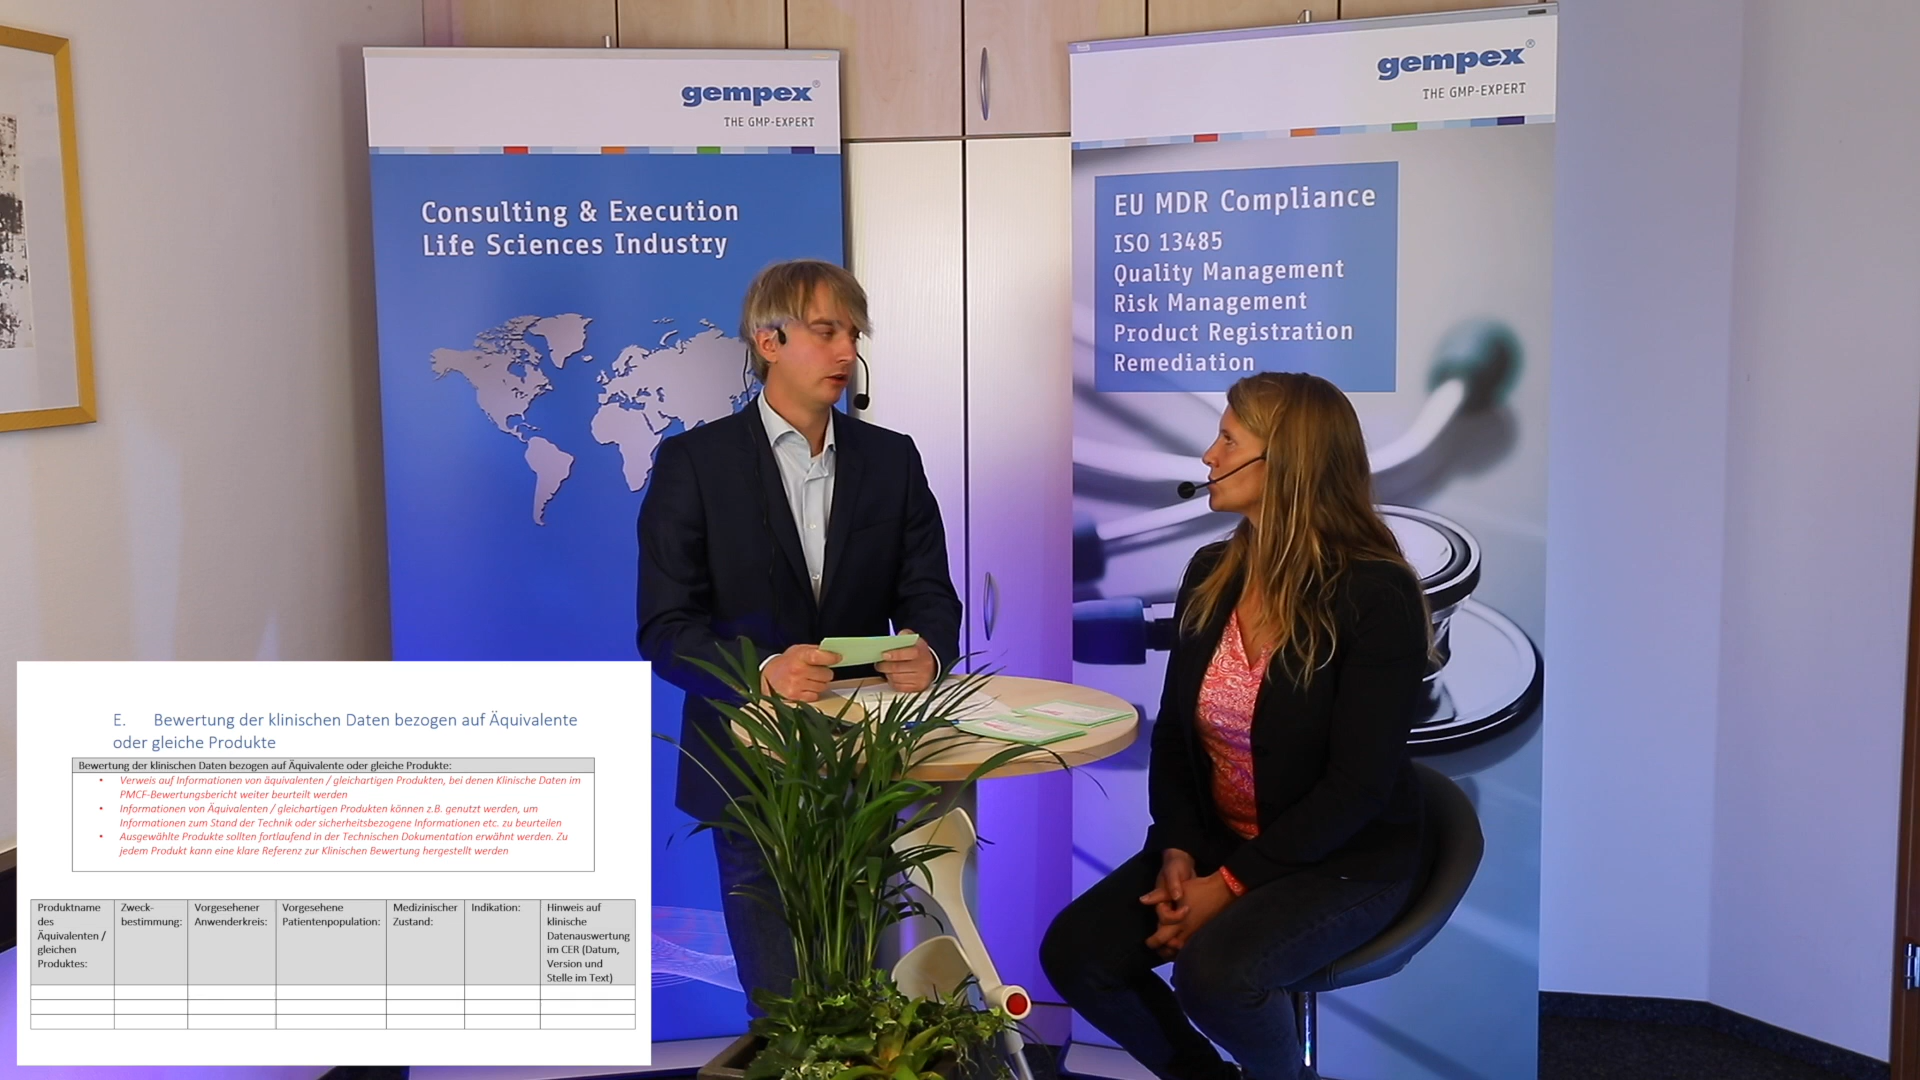 gempex®
THE GMP-EXPERT
Consulting & Execution
Life Sciences Industry
gempex®
THE GMP-EXPERT
EU MDR Compliance
ISO 13485
Quality Management
Risk Management
Product Registration
Remediation
E. Bewertung der klinischen Daten bezogen auf Äquivalente
oder gleiche Produkte
Bewertung der klinischen Daten bezogen auf Äquivalente oder gleiche Produkte:
• Verweis auf Informationen von äquivalenten / gleichartigen Produkten, bei denen Klinische Daten im
PMCF-Bewertungsbericht weiter beurteilt werden
• Informationen von Äquivalenten / gleichartigen Produkten können z.B. genutzt werden, um
Informationen zum Stand der Technik oder sicherheitsbezogene Informationen etc. zu beurteilen
• Ausgewählte Produkte sollten fortlaufend in der Technischen Dokumentation erwähnt werden. Zu
jedem Produkt kann eine klare Referenz zur Klinischen Bewertung hergestellt werden
Produktname
des
Äquivalenten /
gleichen
Produktes:
Zweck-
bestimmung:
Vorgesehener
Anwenderkreis:
Vorgesehene
Patientenpopulation:
Medizinischer
Zustand:
Indikation:
Hinweis auf
klinische
Datenauswertung
im CER (Datum,
Version und
Stelle im Text)